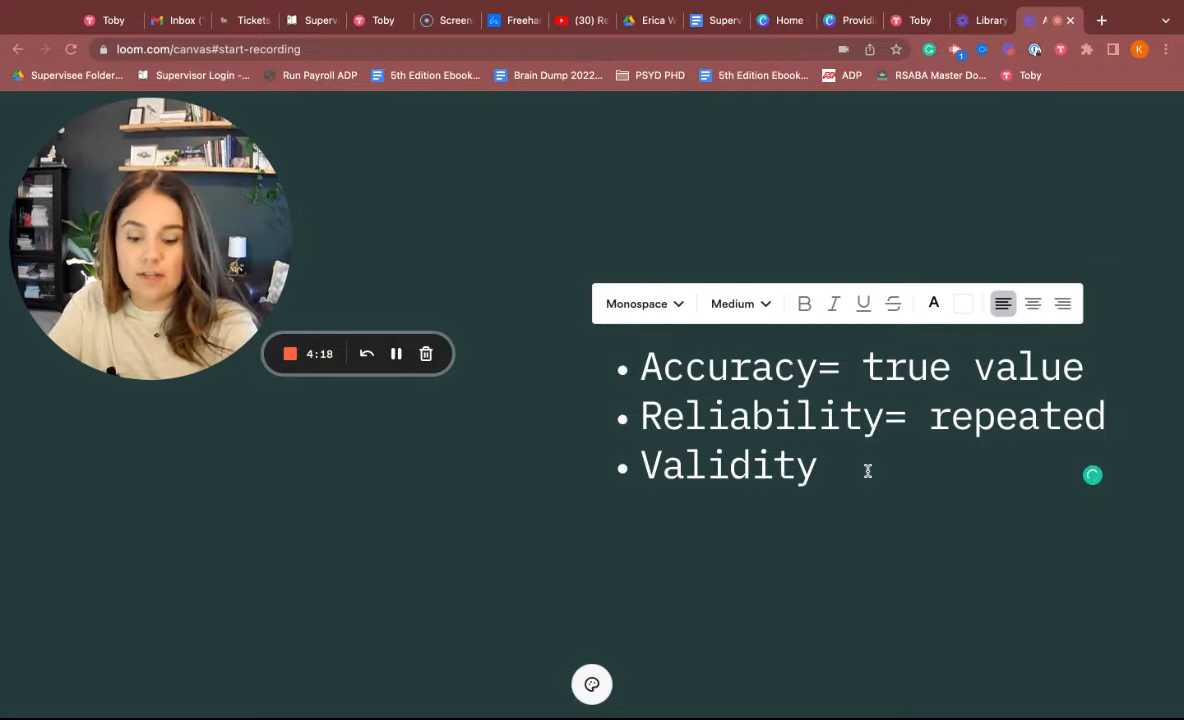 Toby
Inbox (
Tickets
Superv
Toby
Screen
Freehar
(30) Re
Erica W
Superv
Home -
Providi
Toby
Library
A
loom.com/canvas#start-recording
1
K
Supervisee Folder...
Supervisor Login -...
Run Payroll ADP
5th Edition Ebook...
Brain Dump 2022...
PSYD PHD
5th Edition Ebook...
ADP
RSABA Master Do...
Toby
Monospace
Medium
B I U S A
4:18
• Accuracy= true value
• Reliability= repeated
• Validity